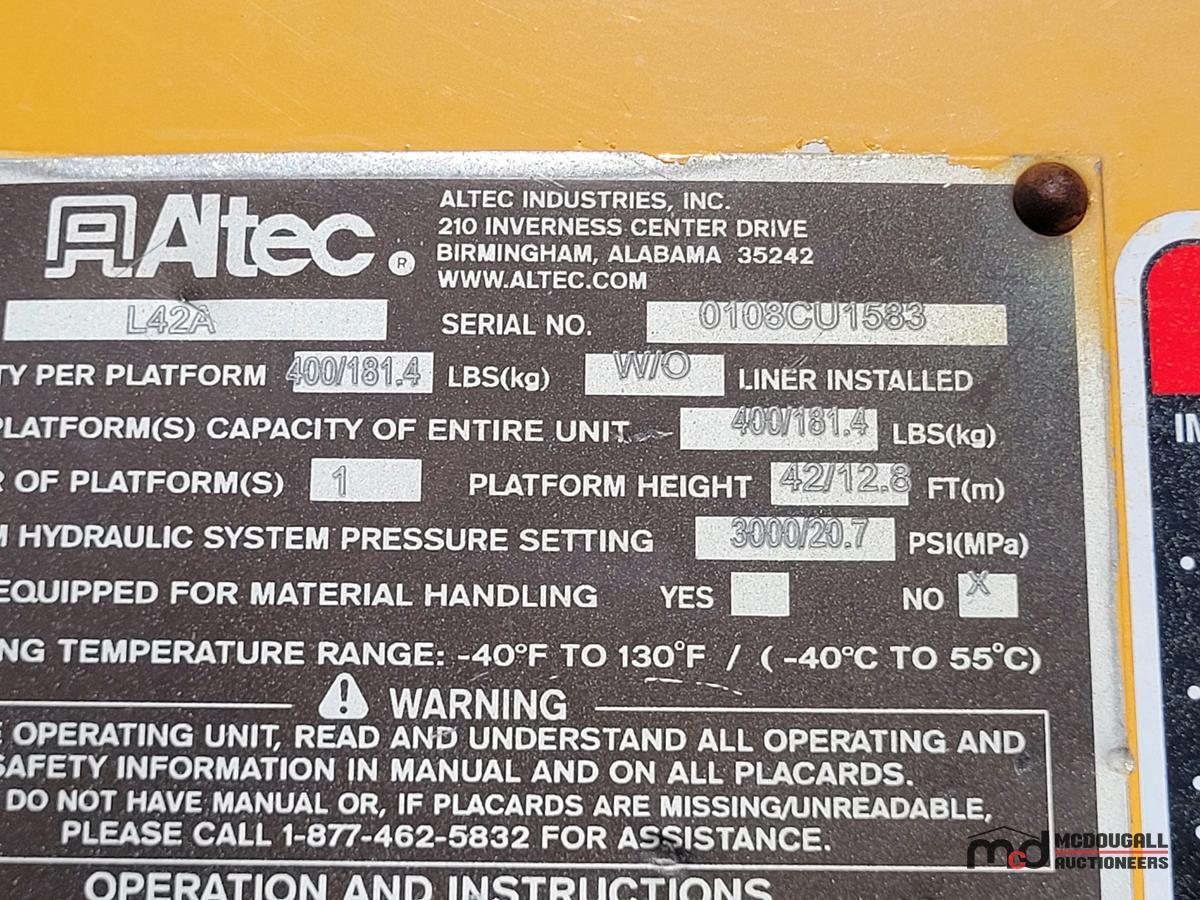 Altec ®
ALTEC INDUSTRIES, INC.
210 INVERNESS CENTER DRIVE
BIRMINGHAM, ALABAMA 35242
WWW.ALTEC.COM
L42A SERIAL NO. 0108CU1583
TY PER PLATFORM 400/181.4 LBS(kg) W/O LINER INSTALLED
PLATFORM(S) CAPACITY OF ENTIRE UNIT 400/181.4 LBS(kg)
R OF PLATFORM(S) 1 PLATFORM HEIGHT 42/12.8 FT(m)
M HYDRAULIC SYSTEM PRESSURE SETTING 3000/20.7 PSI(MPa)
EQUIPPED FOR MATERIAL HANDLING YES NO X
NG TEMPERATURE RANGE: -40°F TO 130°F / (-40°C TO 55°C)
WARNING
E OPERATING UNIT, READ AND UNDERSTAND ALL OPERATING AND
SAFETY INFORMATION IN MANUAL AND ON ALL PLACARDS.
DO NOT HAVE MANUAL OR, IF PLACARDS ARE MISSING/UNREADABLE,
PLEASE CALL 1-877-462-5832 FOR ASSISTANCE.
OPERATION AND INSTRUCTIONS
IM
mcd MCDOUGALL
AUCTIONEERS